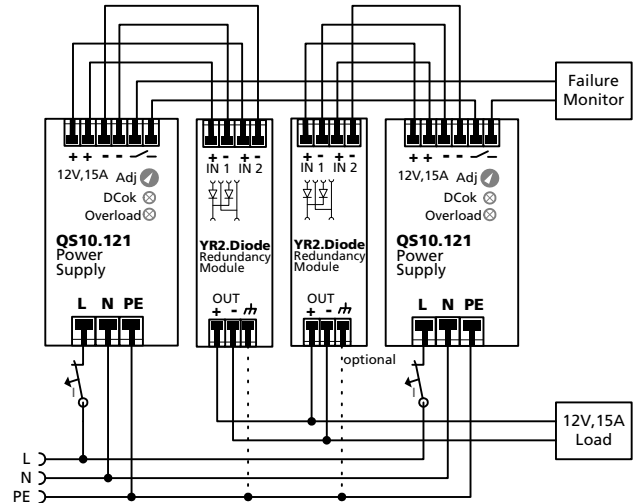 Failure
Monitor
+ + - -
12V,15A Adj
DCok
Overload
QS10.121
Power
Supply
L N PE
+ - + -
IN 1 IN 2
YR2.Diode
Redundancy
Module
OUT
+ -
+ - + -
IN 1 IN 2
YR2.Diode
Redundancy
Module
OUT
+ -
optional
+ + - -
12V,15A Adj
DCok
Overload
QS10.121
Power
Supply
L N PE
I
I
12V,15A
Load
L
N
PE